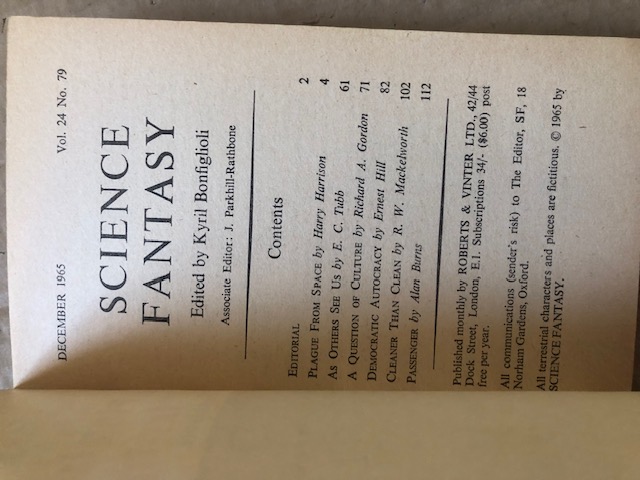 DECEMBER 1965 Vol. 24 No. 79
SCIENCE
FANTASY
Edited by Kyril Bonfiglioli
Associate Editor: J. Parkhill-Rathbone
Contents
EDITORIAL 2
PLAGUE FROM SPACE by Harry Harrison 4
AS OTHERS SEE US by E. C. Tubb 61
A QUESTION OF CULTURE by Richard A. Gordon 71
DEMOCRATIC AUTOCRACY by Ernest Hill 82
CLEANER THAN CLEAN by R. W. Mackelworth 102
PASSENGER by Alan Burns 112
Published monthly by ROBERTS & VINTER LTD., 42/44
Dock Street, London, E.1. Subscriptions 34/- ($6.00) post
free per year.
All communications (sender's risk) to The Editor, SF, 18
Norham Gardens, Oxford.
All terrestrial characters and places are fictitious. © 1965 by
SCIENCE FANTASY.